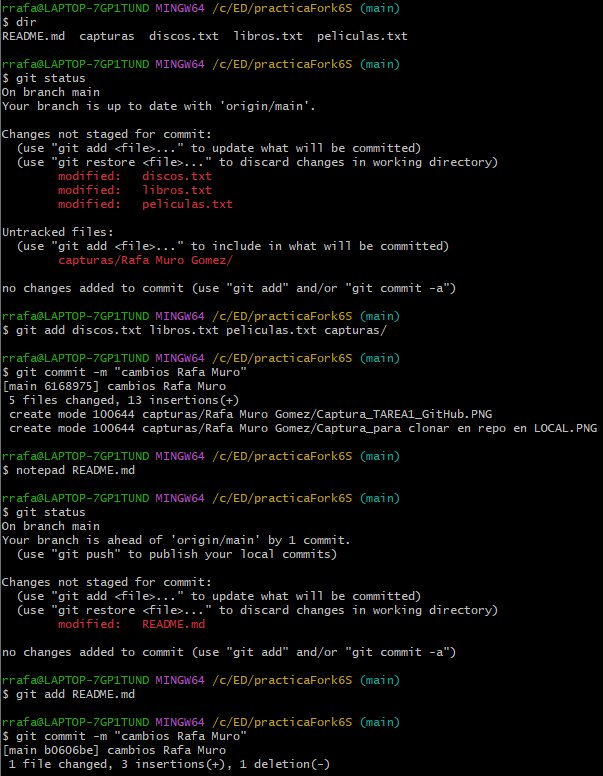 rrafa@LAPTOP-7GP1TUND MINGW64 /c/ED/practicaFork6S (main)
$ dir
README.md  capturas  discos.txt  libros.txt  peliculas.txt

rrafa@LAPTOP-7GP1TUND MINGW64 /c/ED/practicaFork6S (main)
$ git status
On branch main
Your branch is up to date with 'origin/main'.

Changes not staged for commit:
  (use "git add <file>..." to update what will be committed)
  (use "git restore <file>..." to discard changes in working directory)
        modified:   discos.txt
        modified:   libros.txt
        modified:   peliculas.txt

Untracked files:
  (use "git add <file>..." to include in what will be committed)
        capturas/Rafa Muro Gomez/

no changes added to commit (use "git add" and/or "git commit -a")

rrafa@LAPTOP-7GP1TUND MINGW64 /c/ED/practicaFork6S (main)
$ git add discos.txt libros.txt peliculas.txt capturas/

rrafa@LAPTOP-7GP1TUND MINGW64 /c/ED/practicaFork6S (main)
$ git commit -m "cambios Rafa Muro"
[main 6168975] cambios Rafa Muro
 5 files changed, 13 insertions(+)
 create mode 100644 capturas/Rafa Muro Gomez/Captura_TAREA1_GitHub.PNG
 create mode 100644 capturas/Rafa Muro Gomez/Captura_para clonar en repo en LOCAL.PNG

rrafa@LAPTOP-7GP1TUND MINGW64 /c/ED/practicaFork6S (main)
$ notepad README.md

rrafa@LAPTOP-7GP1TUND MINGW64 /c/ED/practicaFork6S (main)
$ git status
On branch main
Your branch is ahead of 'origin/main' by 1 commit.
  (use "git push" to publish your local commits)

Changes not staged for commit:
  (use "git add <file>..." to update what will be committed)
  (use "git restore <file>..." to discard changes in working directory)
        modified:   README.md

no changes added to commit (use "git add" and/or "git commit -a")

rrafa@LAPTOP-7GP1TUND MINGW64 /c/ED/practicaFork6S (main)
$ git add README.md

rrafa@LAPTOP-7GP1TUND MINGW64 /c/ED/practicaFork6S (main)
$ git commit -m "cambios Rafa Muro"
[main b0606be] cambios Rafa Muro
 1 file changed, 3 insertions(+), 1 deletion(-)